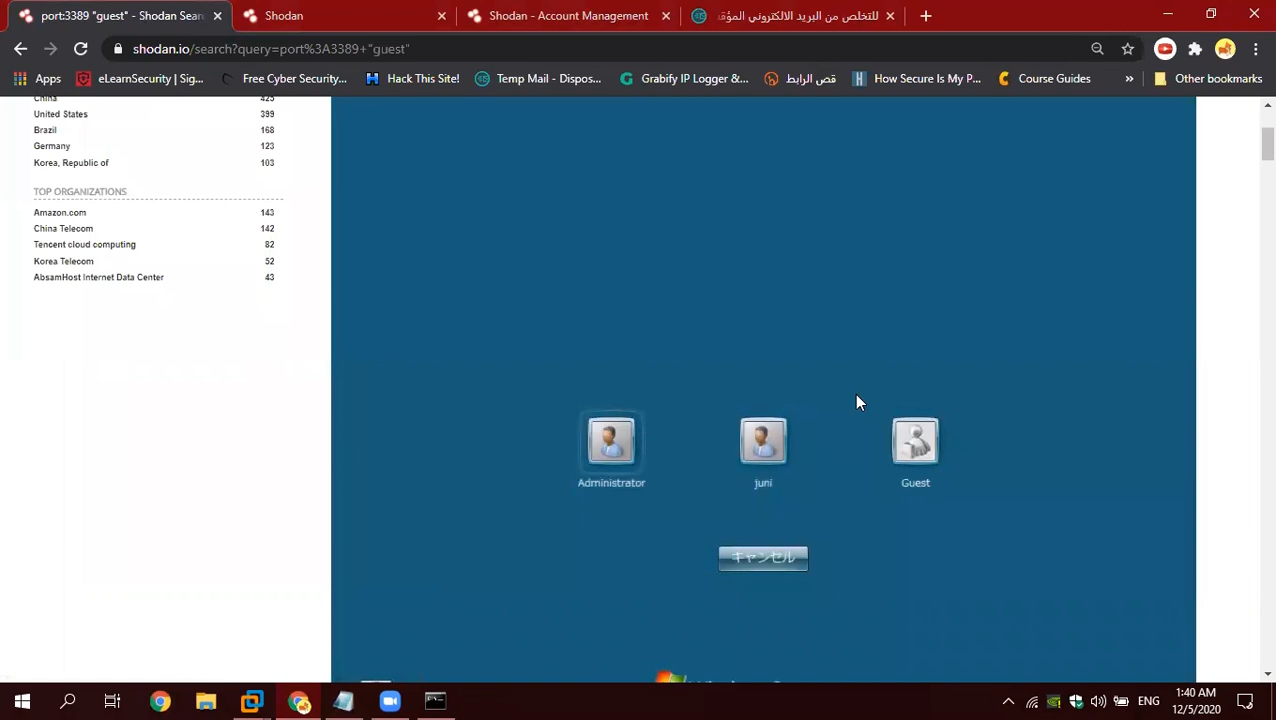 port:3389 "guest" - Shodan Sear
Shodan
Shodan - Account Management
للتخلص من البريد الالكتروني المؤق
shodan.io/search?query=port%3A3389+"guest"
Apps
eLearnSecurity | Sig...
Free Cyber Security...
Hack This Site!
Temp Mail - Dispos...
Grabify IP Logger &...
قص الرابط
How Secure Is My P...
Course Guides
»
Other bookmarks
China 425
United States 399
Brazil 168
Germany 123
Korea, Republic of 103
TOP ORGANIZATIONS
Amazon.com 143
China Telecom 142
Tencent cloud computing 82
Korea Telecom 52
AbsamHost Internet Data Center 43
Administrator
juni
Guest
キャンセル
ENG
1:40 AM
12/5/2020